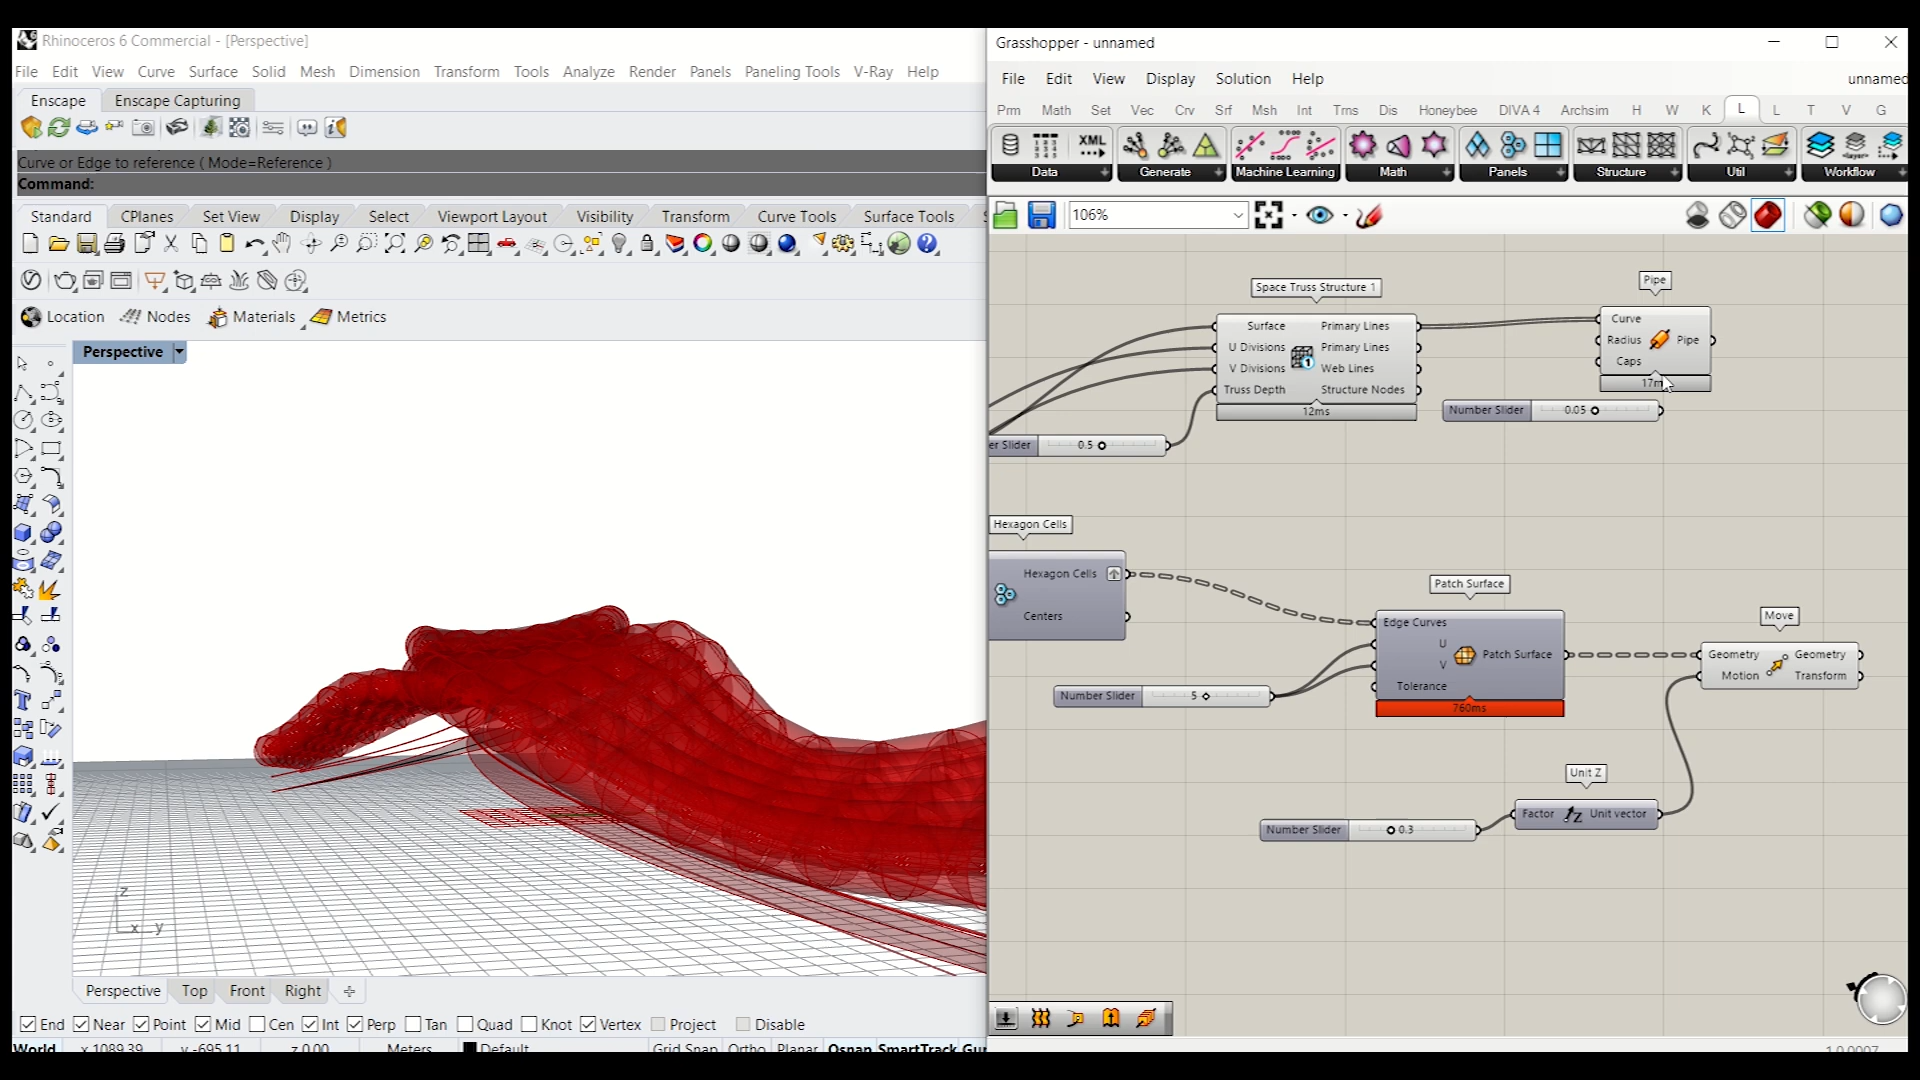 Rhinoceros 6 Commercial - [Perspective]
File Edit View Curve Surface Solid Mesh Dimension Transform Tools Analyze Render Panels Paneling Tools V-Ray Help
Enscape Enscape Capturing
Curve or Edge to reference ( Mode=Reference )
Command:
Standard CPlanes Set View Display Select Viewport Layout Visibility Transform Curve Tools Surface Tools
Location Nodes Materials Metrics
Perspective
z
x y
Perspective Top Front Right
End Near Point Mid Cen Int Perp Tan Quad Knot Vertex Project Disable
World x 1089.39 y -695.11 z 0.00 Meters Default Grid Snap Ortho Planar Osnap SmartTrack
Grasshopper - unnamed
File Edit View Display Solution Help unnamed
Prm Math Set Vec Crv Srf Msh Int Trns Dis Honeybee DIVA 4 Archsim H W K L L T V G
XML
Data Generate Machine Learning Math Panels Structure Util Workflow
106%
Space Truss Structure 1
Surface Primary Lines
U Divisions Primary Lines
V Divisions Web Lines
Truss Depth Structure Nodes
12ms
Pipe
Curve
Radius Pipe
Caps
Number Slider 0.05
er Slider 0.5
Hexagon Cells
Hexagon Cells
Centers
Patch Surface
Edge Curves
U
V
Patch Surface
Tolerance
760ms
Number Slider 5
Move
Geometry Geometry
Motion Transform
Unit Z
Factor Unit vector
Number Slider 0.3